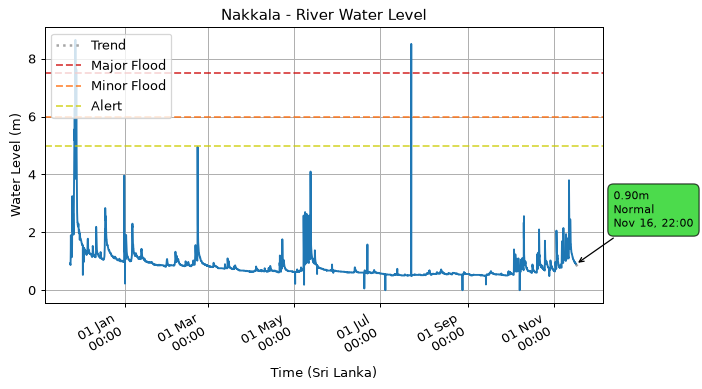 Nakkala - River Water Level
Trend
Major Flood
Minor Flood
Alert
Water Level (m)
8
6
4
2
0
0.90m
Normal
Nov 16, 22:00
01 Jan
00:00
01 Mar
00:00
01 May
00:00
01 Jul
00:00
01 Sep
00:00
01 Nov
00:00
Time (Sri Lanka)